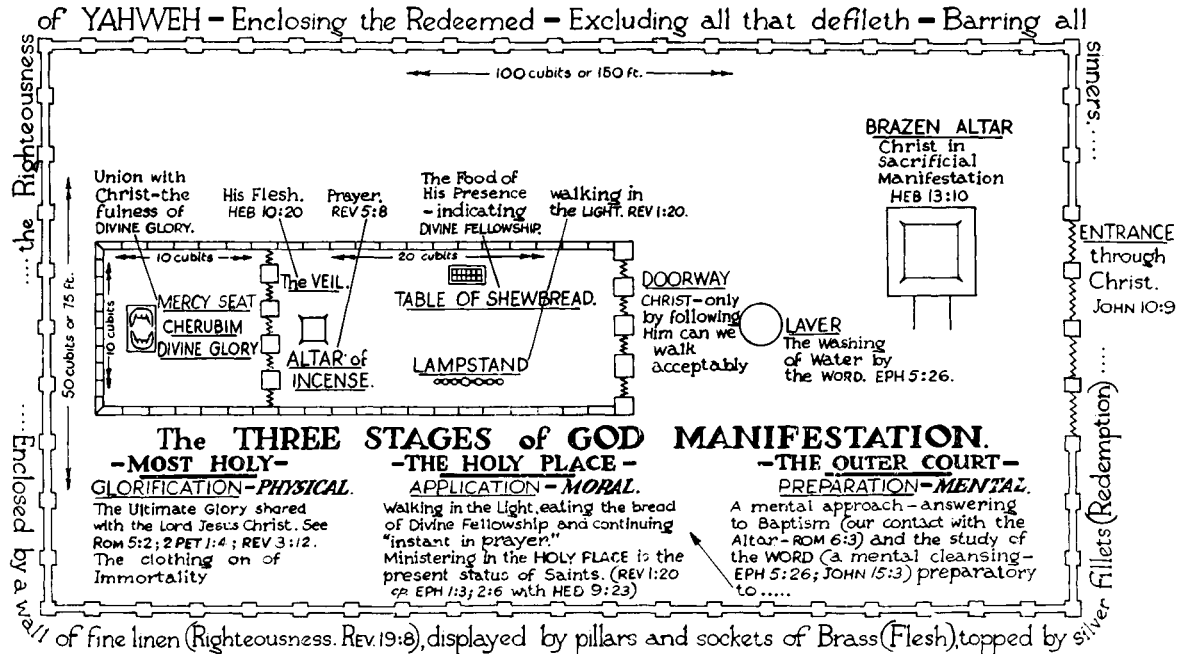 of YAHWEH – Enclosing the Redeemed – Excluding all that defileth – Barring all
sinners.....
100 cubits or 150 ft.
BRAZEN ALTAR
Christ in
Sacrificial
Manifestation
HEB 13:10
ENTRANCE
through
Christ.
JOHN 10:9
Union with
Christ–the
fulness of
DIVINE GLORY.
His Flesh.
HEB 10:20
Prayer.
REV 5:8
The Food of
His Presence
–indicating
DIVINE FELLOWSHIP.
walking in
the LIGHT. REV 1:20.
10 cubits
20 cubits
10 cubits
50 cubits or 75 ft.
The VEIL.
MERCY SEAT
CHERUBIM
DIVINE GLORY
ALTAR of
INCENSE.
TABLE OF SHEWBREAD.
LAMPSTAND
DOORWAY
CHRIST–only
by following
Him can we
walk
acceptably
LAVER
The washing
of Water by
the WORD. EPH 5:26.
The THREE STAGES of GOD MANIFESTATION.
–MOST HOLY–
GLORIFICATION–PHYSICAL.
The Ultimate Glory shared
with the Lord Jesus Christ. See
ROM 5:2; 2 PET 1:4; REV 3:12.
The clothing on of
Immortality
–THE HOLY PLACE–
APPLICATION–MORAL.
Walking in the Light, eating the bread
of Divine Fellowship and continuing
"instant in prayer."
Ministering in the HOLY PLACE is the
present status of Saints. (REV 1:20
cp. EPH 1:3; 2:6 with HEB 9:23)
–THE OUTER COURT–
PREPARATION–MENTAL.
A mental approach–answering
to Baptism (our contact with the
Altar–ROM 6:3) and the study of
the WORD (a mental cleansing–
EPH 5:26; JOHN 15:3) preparatory
to.....
.....Enclosed by a wall of fine linen (Righteousness. REV. 19:8), displayed by pillars and sockets of Brass (Flesh), topped by silver fillets (Redemption) ....
.... the Righteousness